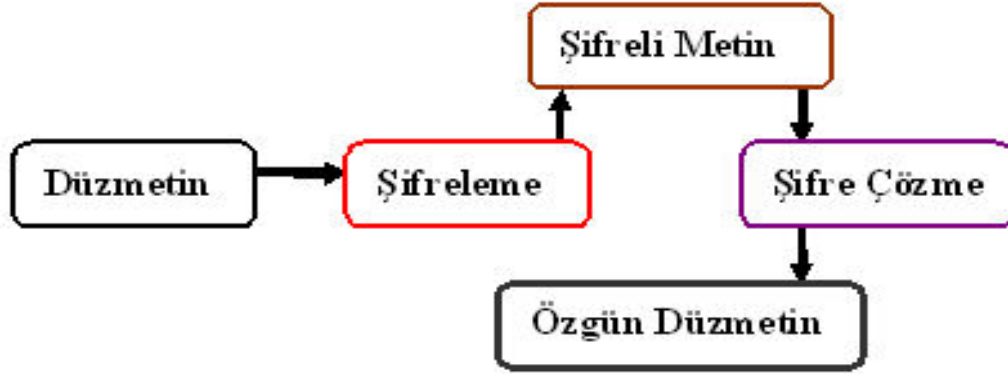 Şifreli Metin
Düzmetin
Şifreleme
Şifre Çözme
Özgün Düzmetin